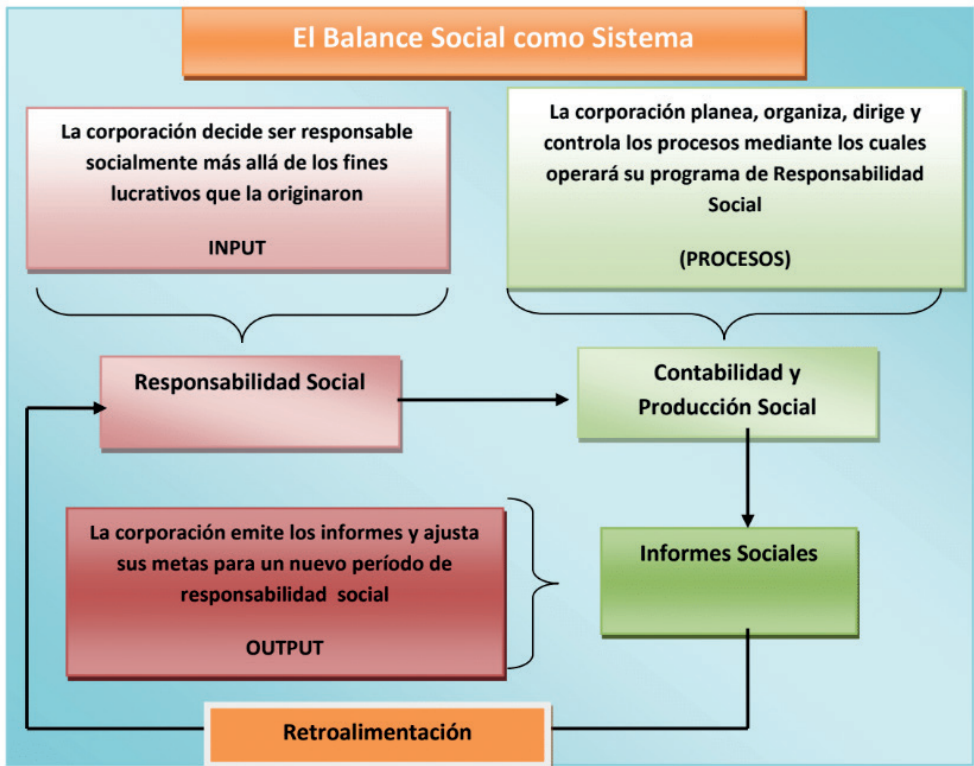 El Balance Social como Sistema
La corporación decide ser responsable
socialmente más allá de los fines
lucrativos que la originaron
INPUT
La corporación planea, organiza, dirige y
controla los procesos mediante los cuales
operará su programa de Responsabilidad
Social
(PROCESOS)
Responsabilidad Social
Contabilidad y
Producción Social
La corporación emite los informes y ajusta
sus metas para un nuevo período de
responsabilidad social
OUTPUT
Informes Sociales
Retroalimentación